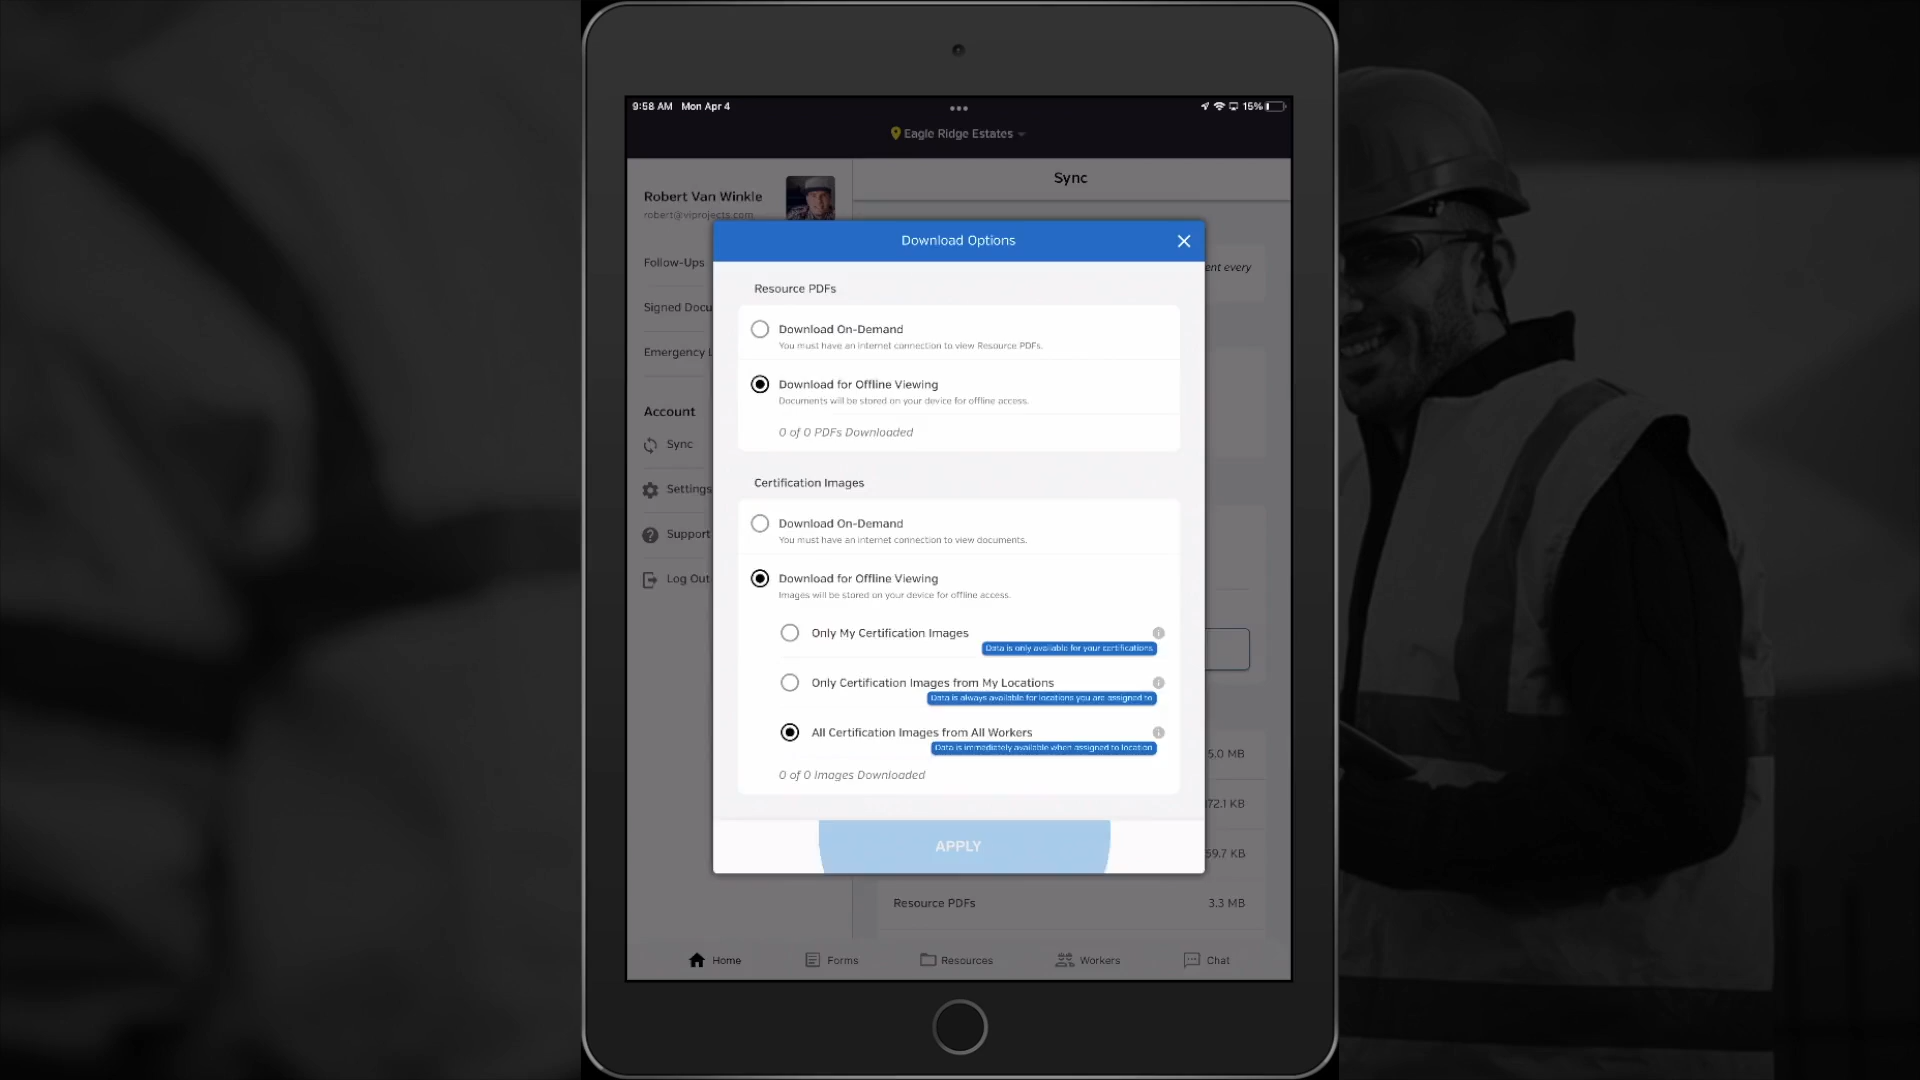 9:58 AM Mon Apr 4
15%
Eagle Ridge Estates
Robert Van Winkle
robert@viprojects.com
Sync
Follow-Ups
Signed Docu
Emergency
Account
Sync
Settings
Support
Log Out
ent every
Download Options
Resource PDFs
Download On-Demand
You must have an internet connection to view Resource PDFs.
Download for Offline Viewing
Documents will be stored on your device for offline access.
0 of 0 PDFs Downloaded
Certification Images
Download On-Demand
You must have an internet connection to view documents.
Download for Offline Viewing
Images will be stored on your device for offline access.
Only My Certification Images
Data is only available for your certifications
Only Certification Images from My Locations
Data is always available for locations you are assigned to
All Certification Images from All Workers
Data is immediately available when assigned to location
0 of 0 Images Downloaded
APPLY
5.0 MB
72.1 KB
59.7 KB
Resource PDFs 3.3 MB
Home Forms Resources Workers Chat